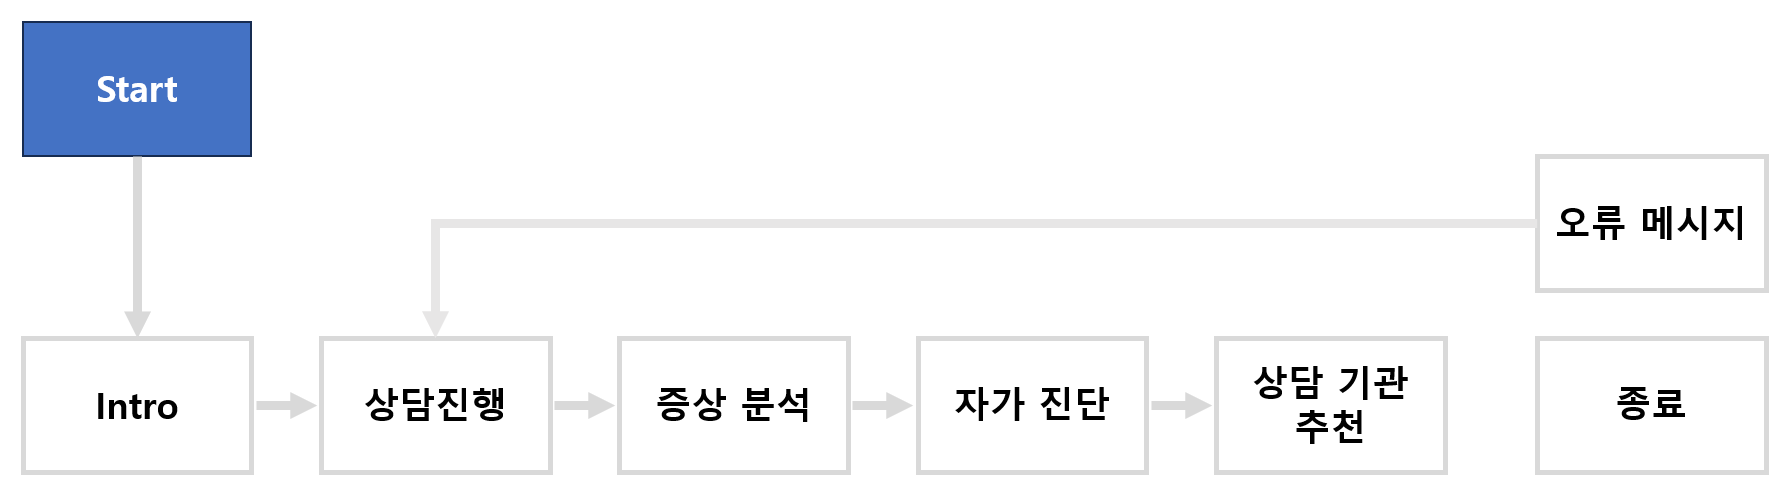 Start
오류 메시지
Intro
상담진행
증상 분석
자가 진단
상담 기관
추천
종료